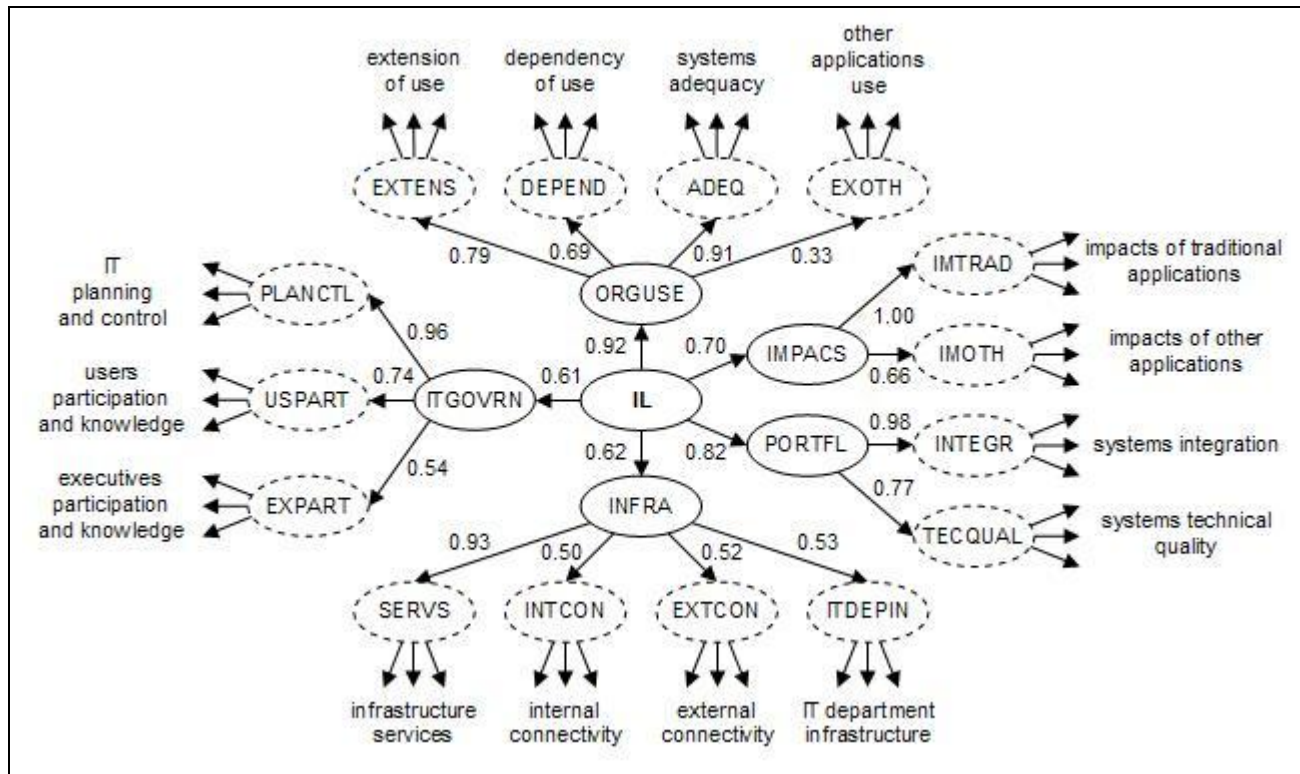 extension
of use
dependency
of use
systems
adequacy
other
applications
use
EXTENS
DEPEND
ADEQ
EXOTH
0.79
0.69
0.91
0.33
IT
planning
and control
PLANCTL
ORGUSE
IMTRAD
impacts of traditional
applications
0.96
0.92
0.70
IMPACS
1.00
users
participation
and knowledge
USPART
0.74
ITGOVRN
0.61
IL
0.66
IMOTH
impacts of other
applications
0.54
0.62
0.82
PORTFL
0.98
INTEGR
systems integration
executives
participation
and knowledge
EXPART
INFRA
0.77
TECQUAL
systems technical
quality
0.93
0.50
0.52
0.53
SERVS
INTCON
EXTCON
ITDEPIN
infrastructure
services
internal
connectivity
external
connectivity
IT department
infrastructure